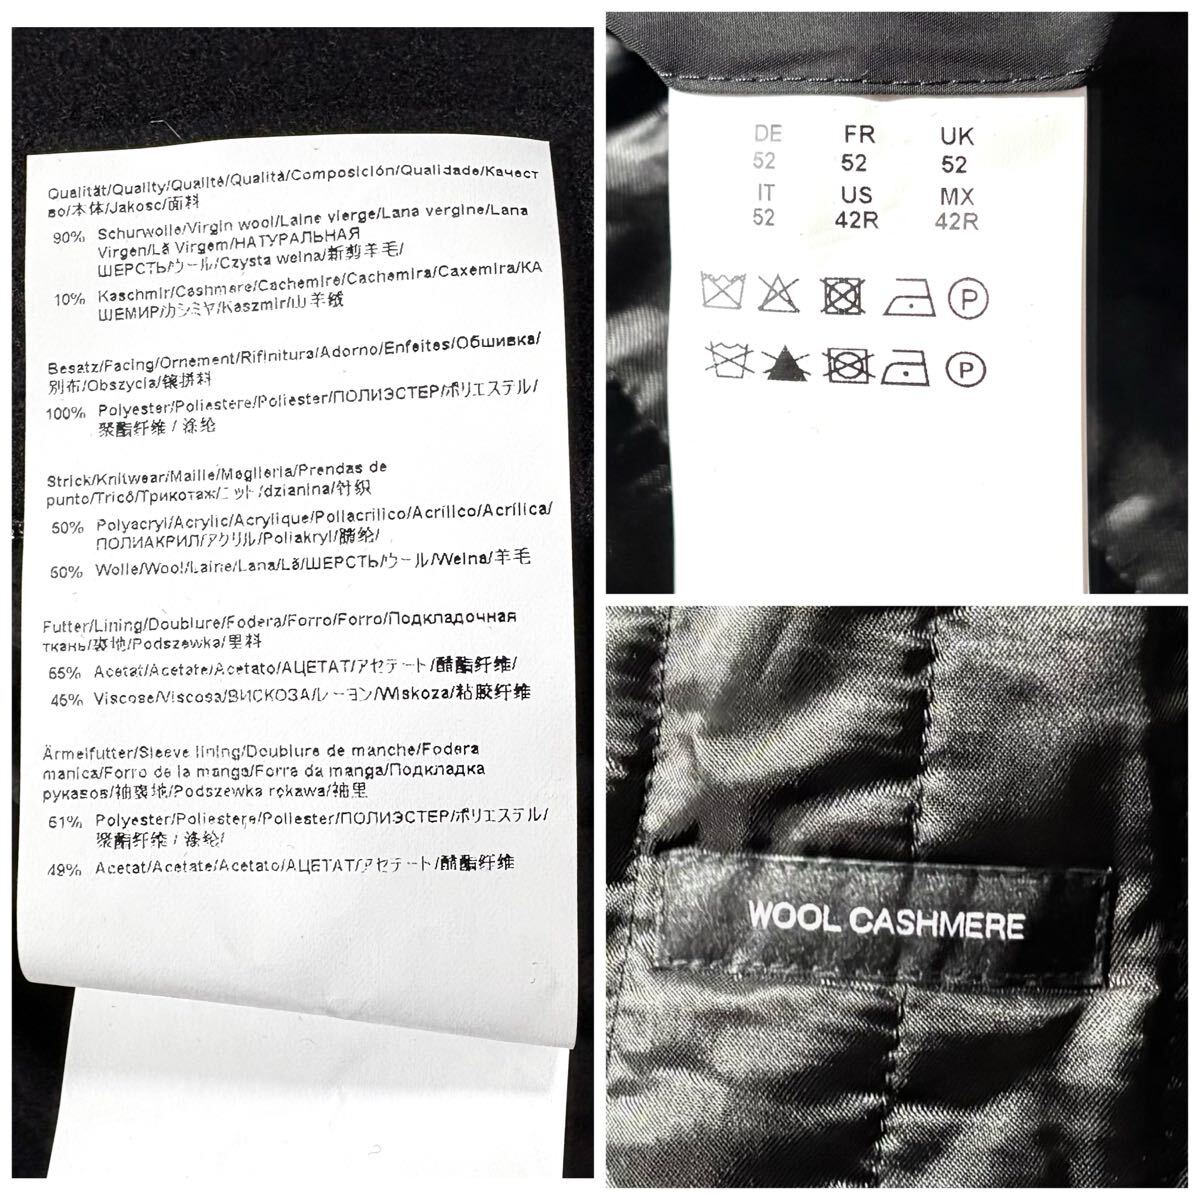 Qualität/Quality/Qualité/Qualità/Composición/Qualidade/Качест
во/本体/Jakosc/面料
90% Schurwolle/Virgin wool/Laine vierge/Lana vergine/Lana
Virgen/Lã Virgem/НАТУРАЛЬНАЯ
ШЕРСТЬ/ウール/Czysta welna/新剪羊毛/
10% Kaschmir/Cashmere/Cachemire/Cachemira/Caxemira/КА
ШЕМИР/カシミヤ/Kaszmir/山羊绒
Besatz/Facing/Ornement/Rifinitura/Adorno/Enfeites/Обшивка/
別布/Obszycia/镶拼料
100% Polyester/Poliestere/Poliester/ПОЛИЭСТЕР/ポリエステル/
聚酯纤维 / 涤纶
Strick/Knitwear/Maille/Maglieria/Prendas de
punto/Tricô/Трикотаж/ニット/dzianina/针织
50% Polyacryl/Acrylic/Acrylique/Poliacrilico/Acrílico/Acrílica/
ПОЛИАКРИЛ/アクリル/Poliakryl/腈纶/
50% Wolle/Wool/Laine/Lana/Lã/ШЕРСТЬ/ウール/Welna/羊毛
Futter/Lining/Doublure/Fodera/Forro/Forro/Подкладочная
ткань/裏地/Podszewka/里料
55% Acetat/Acetate/Acetato/АЦЕТАТ/アセテート/醋酯纤维/
45% Viscose/Viscosa/ВИСКОЗА/レーヨン/Wiskoza/粘胶纤维
Ärmelfutter/Sleeve lining/Doublure de manche/Fodera
manica/Forro de la manga/Forra da manga/Подкладка
рукавов/袖裏地/Podszewka rekawa/袖里
51% Polyester/Poliestere/Poliester/ПОЛИЭСТЕР/ポリエステル/
聚酯纤维 / 涤纶/
49% Acetat/Acetate/Acetato/АЦЕТАТ/アセテート/醋酯纤维
DE FR UK
52 52 52
IT US MX
52 42R 42R
P
P
WOOL CASHMERE